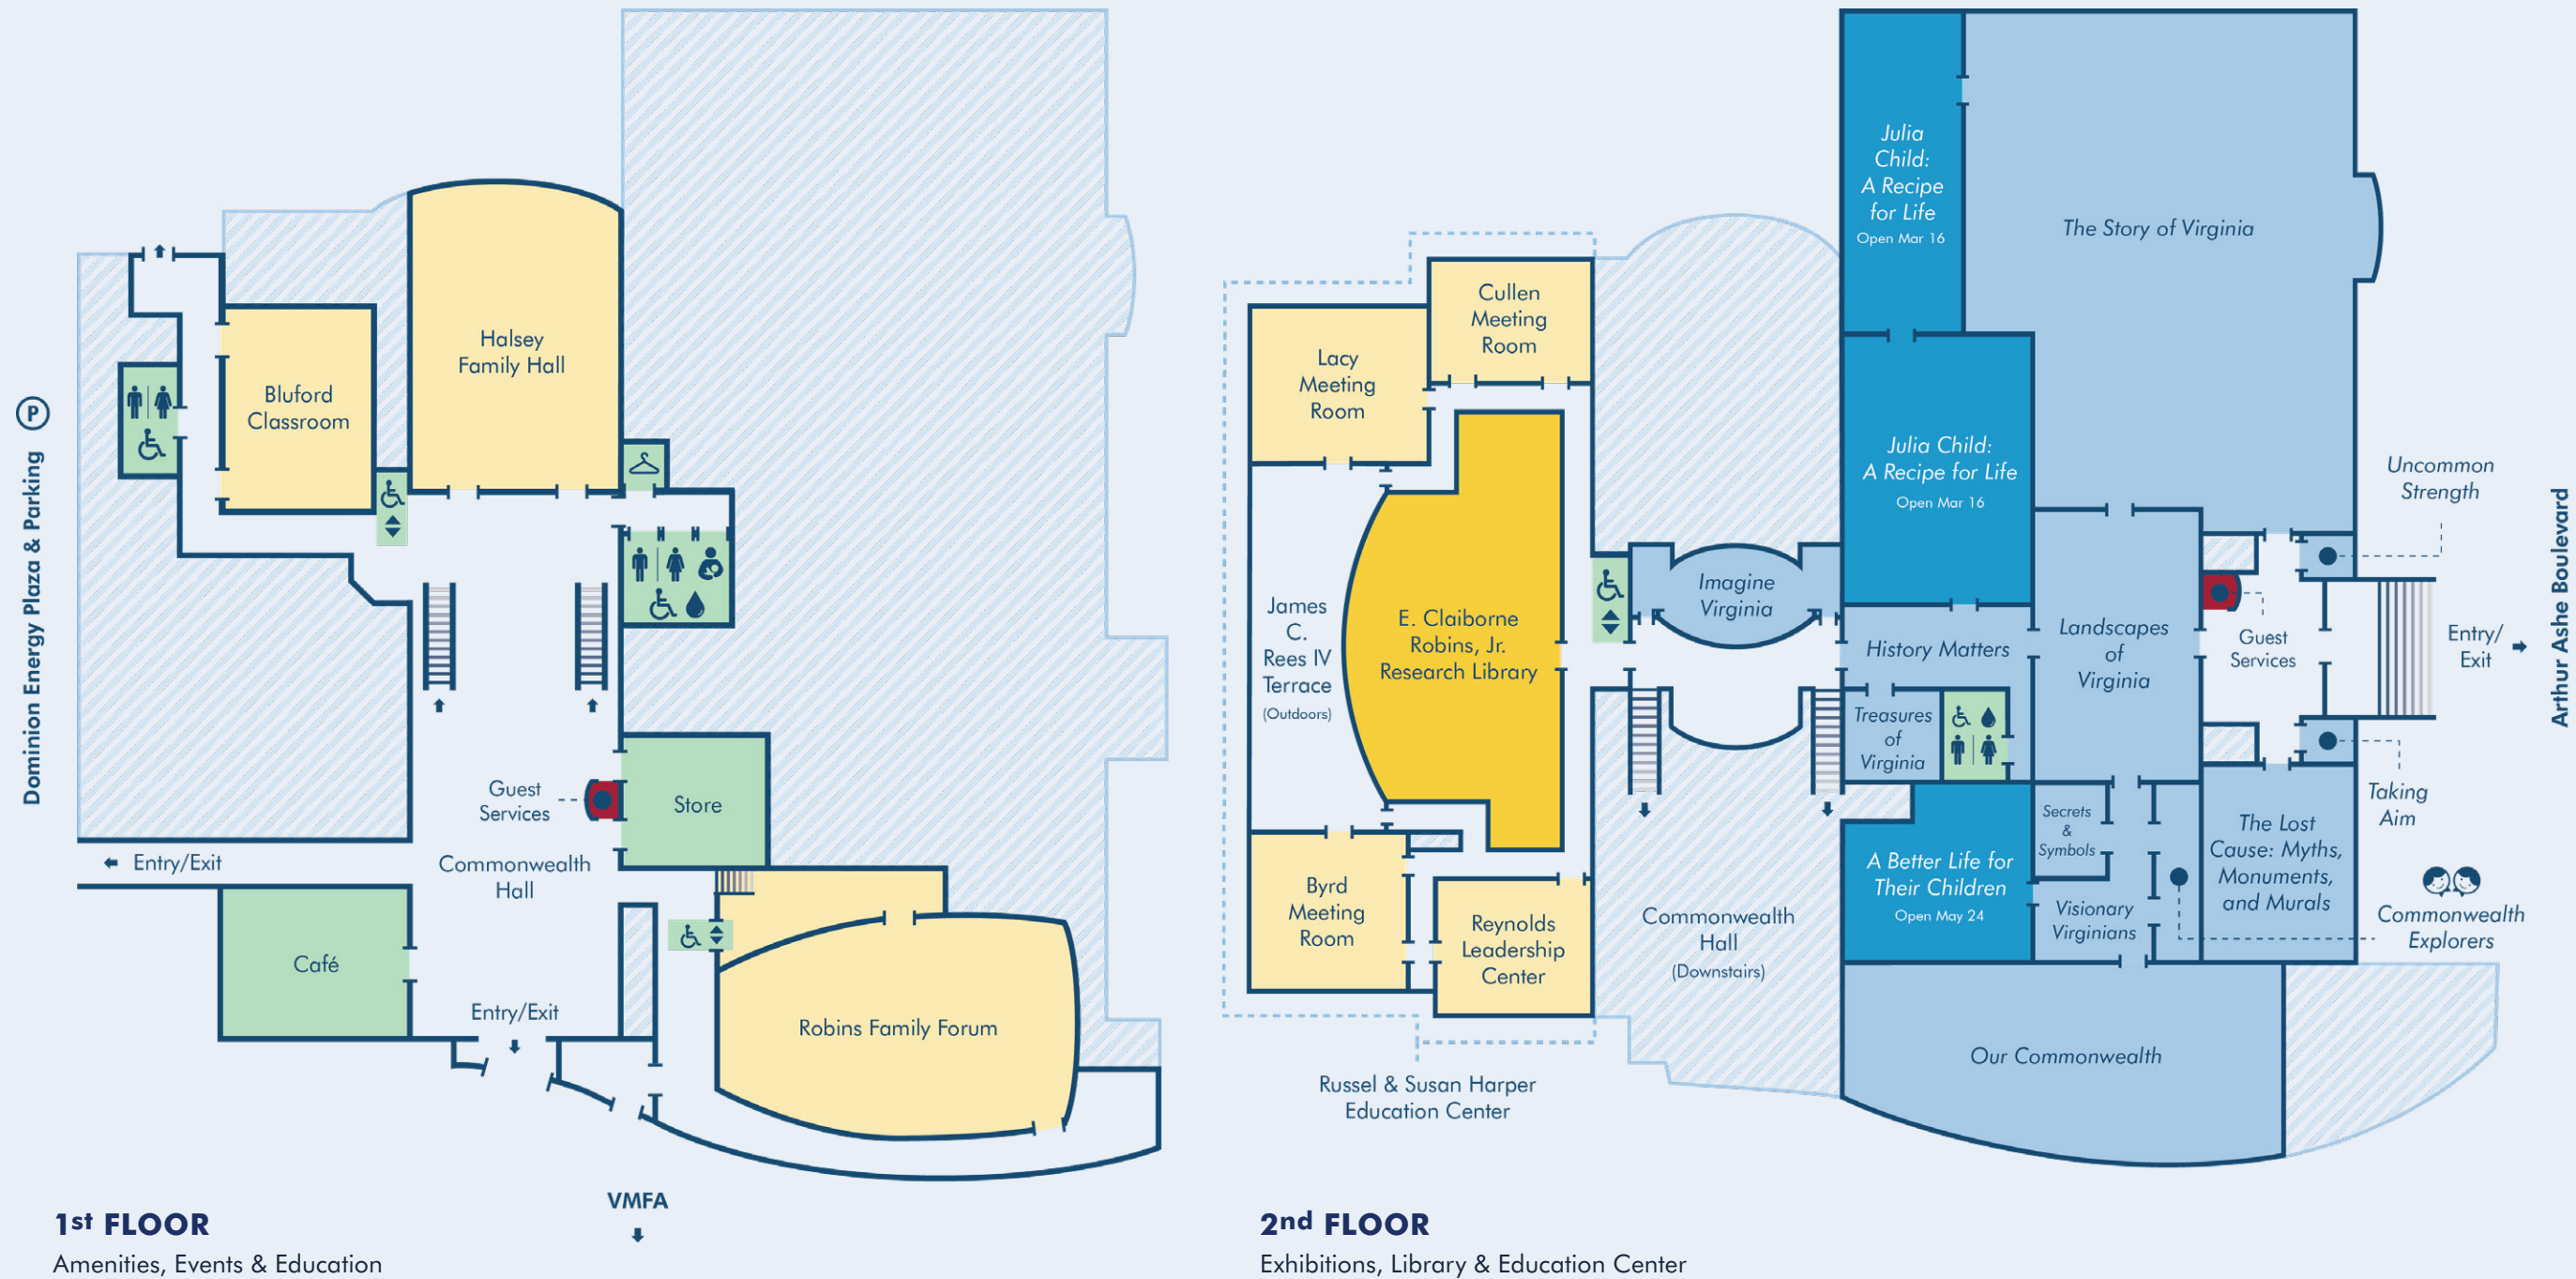 Dominion Energy Plaza & Parking
P
Halsey
Family Hall
Bluford
Classroom
Guest
Services
Store
Entry/Exit
Commonwealth
Hall
Café
Entry/Exit
Robins Family Forum
VMFA
1st FLOOR
Amenities, Events & Education
Julia
Child:
A Recipe
for Life
Open Mar 16
The Story of Virginia
Cullen
Meeting
Room
Lacy
Meeting
Room
Julia Child:
A Recipe for Life
Open Mar 16
Uncommon
Strength
Imagine
Virginia
James
C.
Rees IV
Terrace
(Outdoors)
E. Claiborne
Robins, Jr.
Research Library
History Matters
Landscapes
of
Virginia
Guest
Services
Entry/
Exit
Arthur Ashe Boulevard
Treasures
of
Virginia
Taking
Aim
Secrets
&
Symbols
The Lost
Cause: Myths,
Monuments,
and Murals
A Better Life for
Their Children
Open May 24
Byrd
Meeting
Room
Reynolds
Leadership
Center
Commonwealth
Hall
(Downstairs)
Visionary
Virginians
Commonwealth
Explorers
Our Commonwealth
Russel & Susan Harper
Education Center
2nd FLOOR
Exhibitions, Library & Education Center